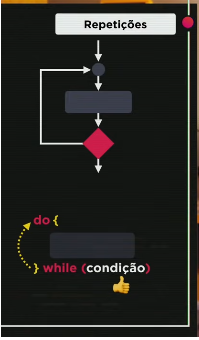 Repetições
do {
} while (condição)